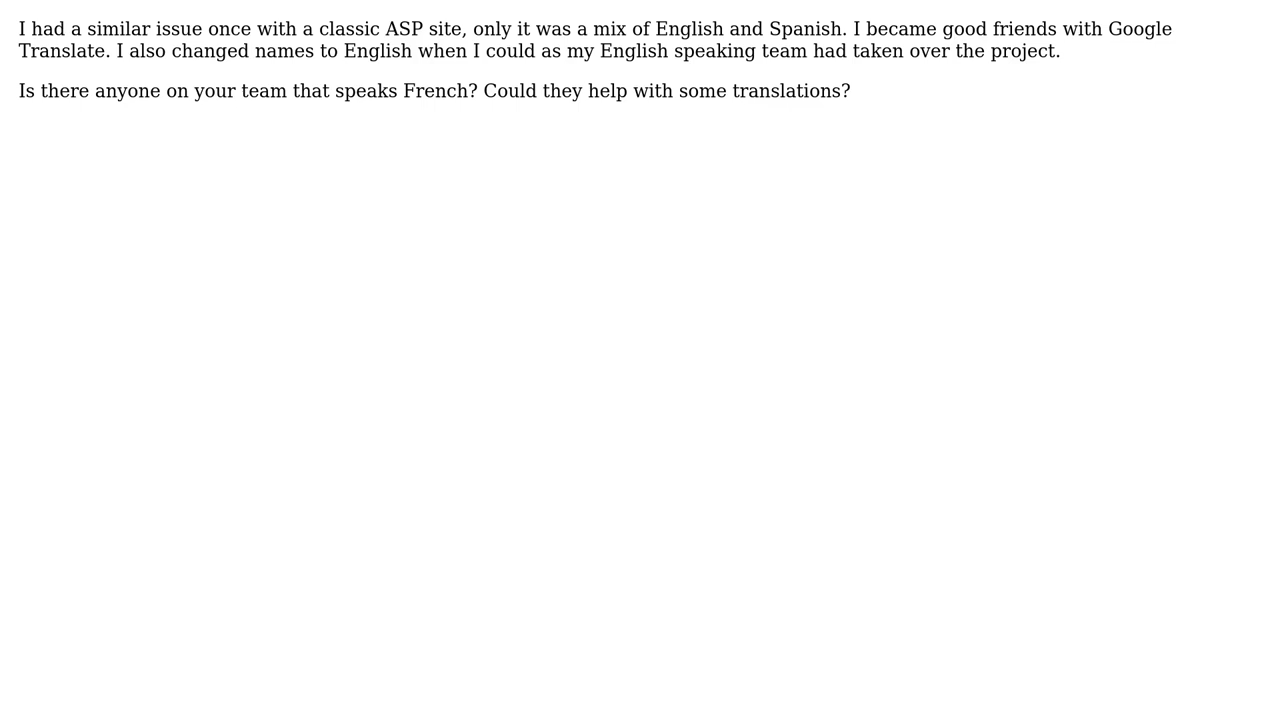 I had a similar issue once with a classic ASP site, only it was a mix of English and Spanish. I became good friends with Google
Translate. I also changed names to English when I could as my English speaking team had taken over the project.
Is there anyone on your team that speaks French? Could they help with some translations?